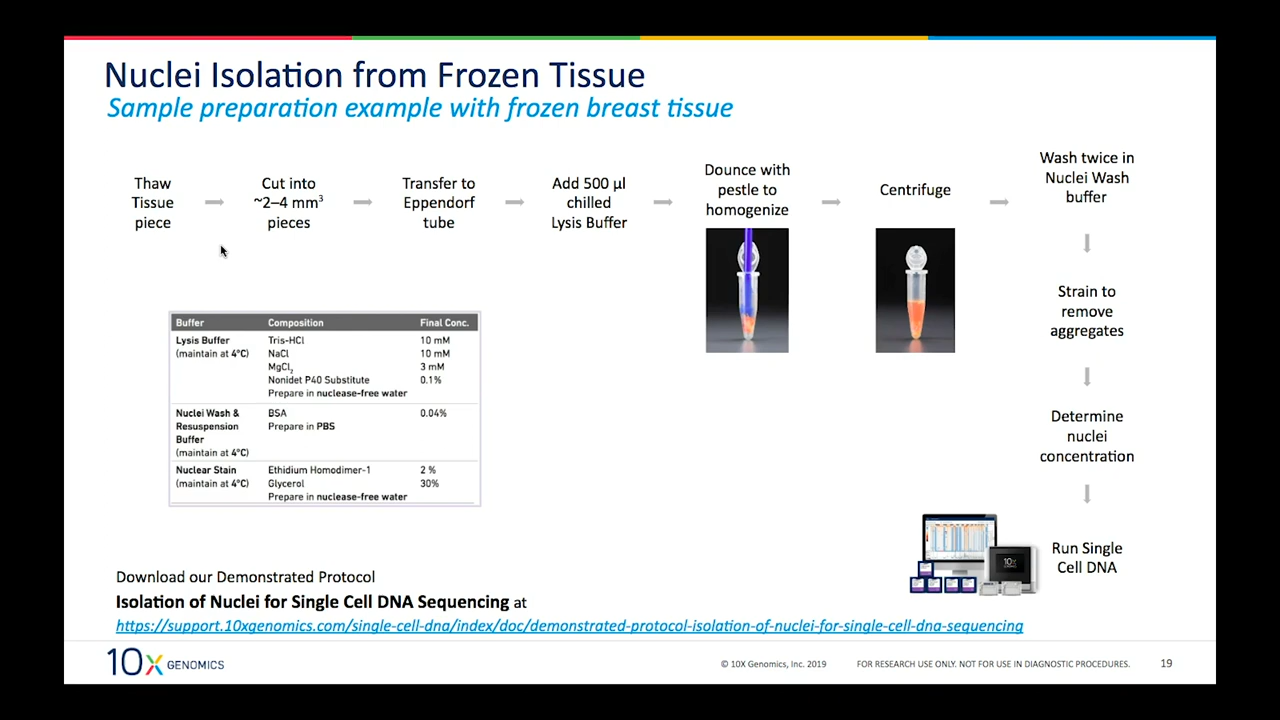 Nuclei Isolation from Frozen Tissue
Sample preparation example with frozen breast tissue
Thaw
Tissue
piece
Cut into
~2–4 mm³
pieces
Transfer to
Eppendorf
tube
Add 500 µl
chilled
Lysis Buffer
Dounce with
pestle to
homogenize
Centrifuge
Wash twice in
Nuclei Wash
buffer
Strain to
remove
aggregates
Determine
nuclei
concentration
Run Single
Cell DNA
Buffer Composition Final Conc.
Lysis Buffer Tris-HCl 10 mM
(maintain at 4°C) NaCl 10 mM
MgCl₂ 3 mM
Nonidet P40 Substitute 0.1%
Prepare in nuclease-free water
Nuclei Wash & BSA 0.04%
Resuspension Prepare in PBS
Buffer
(maintain at 4°C)
Nuclear Stain Ethidium Homodimer-1 2 %
(maintain at 4°C) Glycerol 30%
Prepare in nuclease-free water
10X
Download our Demonstrated Protocol
Isolation of Nuclei for Single Cell DNA Sequencing at
https://support.10xgenomics.com/single-cell-dna/index/doc/demonstrated-protocol-isolation-of-nuclei-for-single-cell-dna-sequencing
10X GENOMICS
© 10X Genomics, Inc. 2019
FOR RESEARCH USE ONLY. NOT FOR USE IN DIAGNOSTIC PROCEDURES.
19